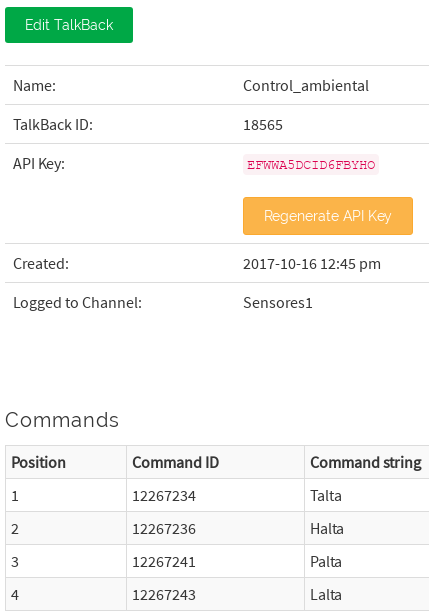 Edit TalkBack
Name: Control_ambiental
TalkBack ID: 18565
API Key: EFWWA5DCID6FBYHO
Regenerate API Key
Created: 2017-10-16 12:45 pm
Logged to Channel: Sensores1
Commands
Position Command ID Command string
1 12267234 Talta
2 12267236 Halta
3 12267241 Palta
4 12267243 Lalta